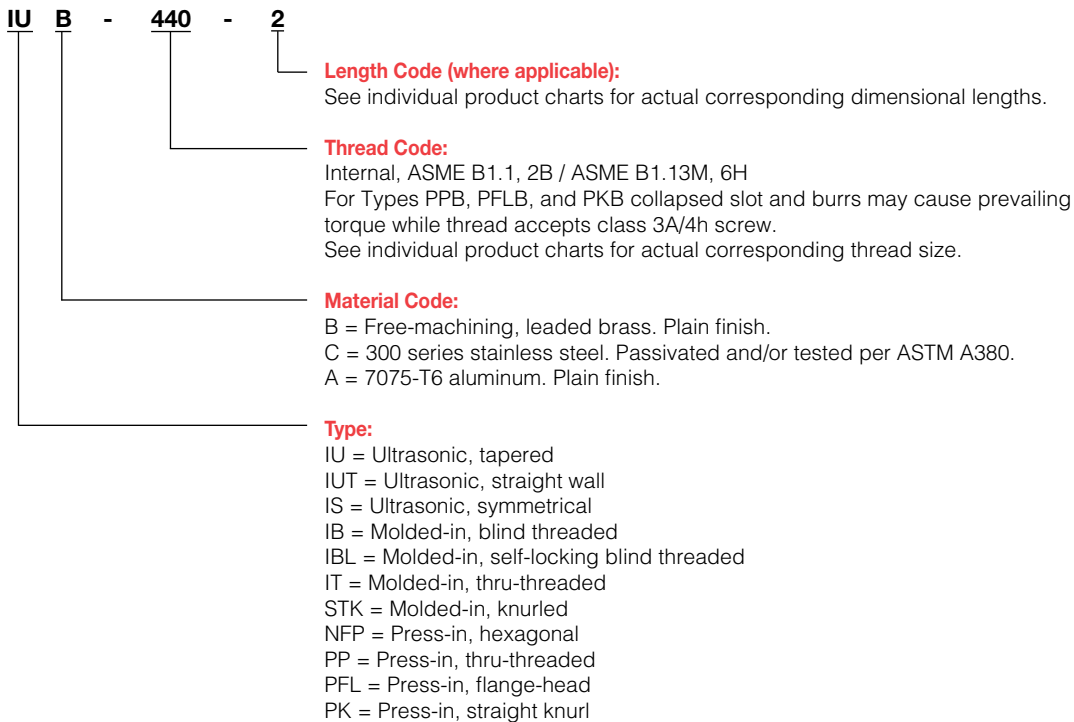 IU B - 440 - 2
Length Code (where applicable):
See individual product charts for actual corresponding dimensional lengths.
Thread Code:
Internal, ASME B1.1, 2B / ASME B1.13M, 6H
For Types PPB, PFLB, and PKB collapsed slot and burrs may cause prevailing
torque while thread accepts class 3A/4h screw.
See individual product charts for actual corresponding thread size.
Material Code:
B = Free-machining, leaded brass. Plain finish.
C = 300 series stainless steel. Passivated and/or tested per ASTM A380.
A = 7075-T6 aluminum. Plain finish.
Type:
IU = Ultrasonic, tapered
IUT = Ultrasonic, straight wall
IS = Ultrasonic, symmetrical
IB = Molded-in, blind threaded
IBL = Molded-in, self-locking blind threaded
IT = Molded-in, thru-threaded
STK = Molded-in, knurled
NFP = Press-in, hexagonal
PP = Press-in, thru-threaded
PFL = Press-in, flange-head
PK = Press-in, straight knurl